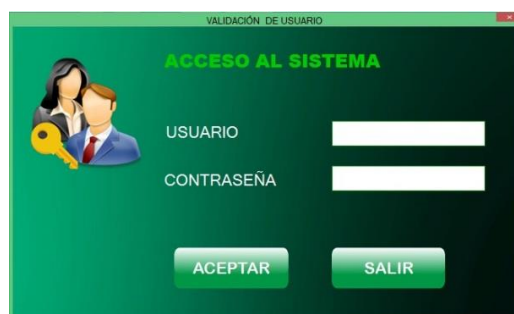 VALIDACIÓN DE USUARIO
ACCESO AL SISTEMA
USUARIO
CONTRASEÑA
ACEPTAR SALIR